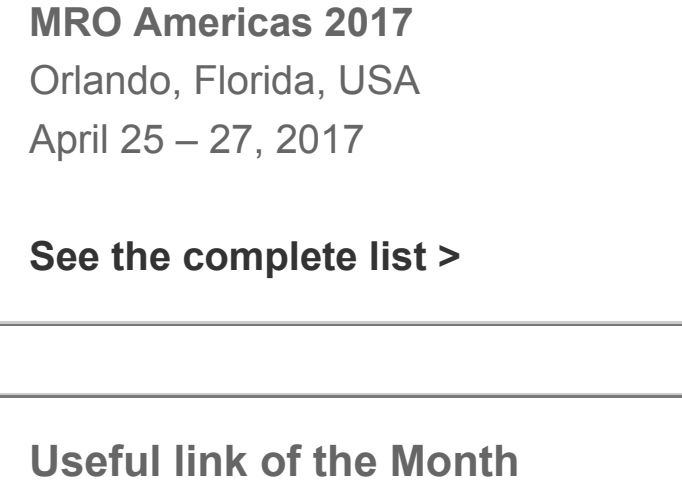 MRO Americas 2017
Orlando, Florida, USA
April 25 – 27, 2017
See the complete list >
Useful link of the Month